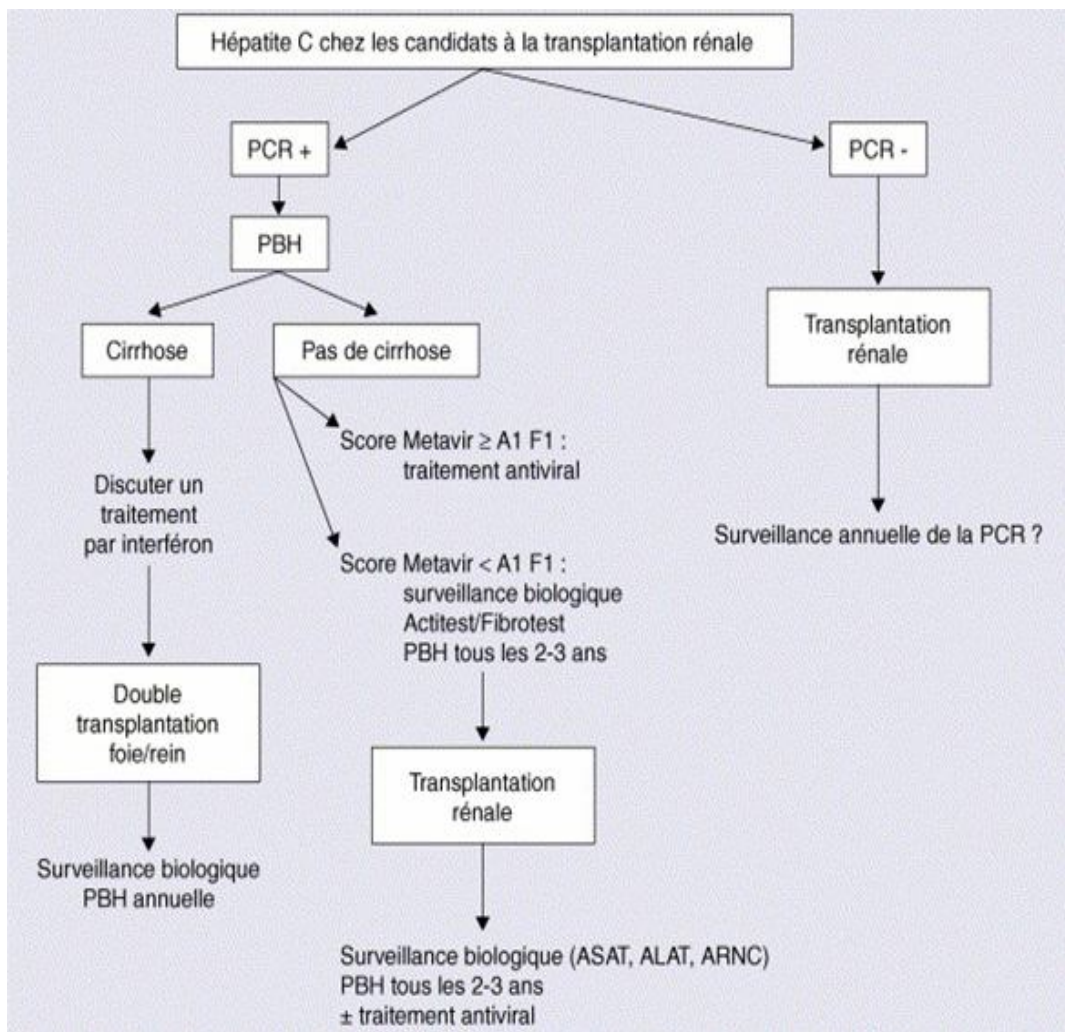 Hépatite C chez les candidats à la transplantation rénale
PCR +
PCR -
PBH
Cirrhose
Pas de cirrhose
Transplantation
rénale
Score Metavir ≥ A1 F1 :
traitement antiviral
Discuter un
traitement
par interféron
Surveillance annuelle de la PCR ?
Score Metavir < A1 F1 :
surveillance biologique
Actitest/Fibrotest
PBH tous les 2-3 ans
Double
transplantation
foie/rein
Transplantation
rénale
Surveillance biologique
PBH annuelle
Surveillance biologique (ASAT, ALAT, ARNC)
PBH tous les 2-3 ans
± traitement antiviral